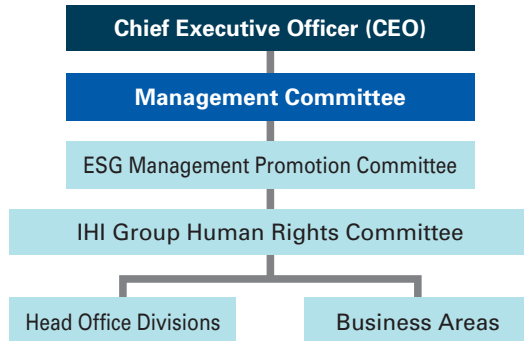 Chief Executive Officer (CEO)
Management Committee
ESG Management Promotion Committee
IHI Group Human Rights Committee
Head Office Divisions
Business Areas